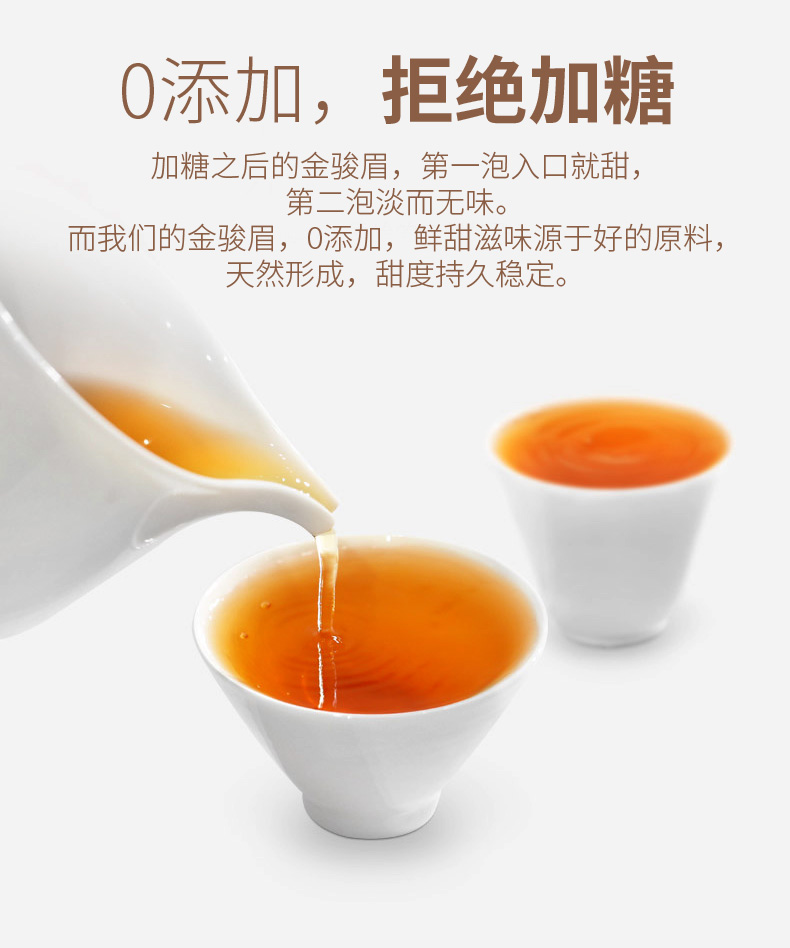 0添加，拒绝加糖
加糖之后的金骏眉，第一泡入口就甜，
第二泡淡而无味。
而我们的金骏眉，0添加，鲜甜滋味源于好的原料，
天然形成，甜度持久稳定。